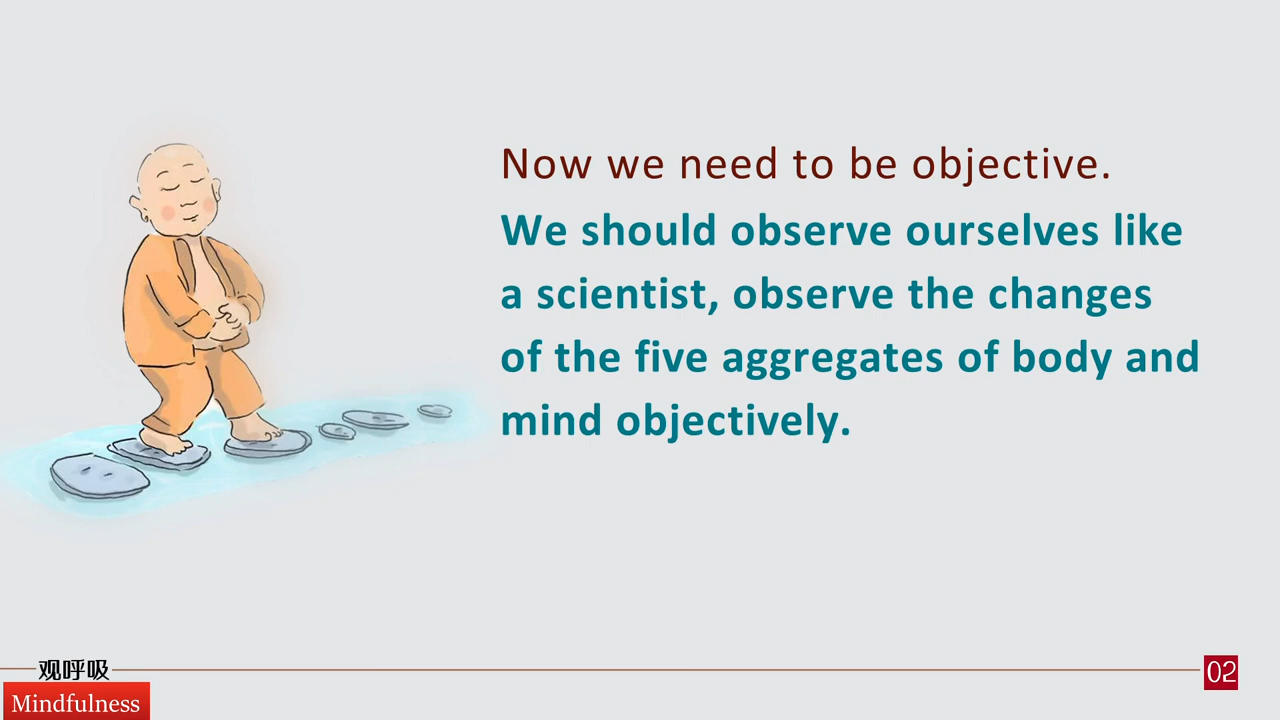 Now we need to be objective.
We should observe ourselves like
a scientist, observe the changes
of the five aggregates of body and
mind objectively.
观呼吸
Mindfulness
02